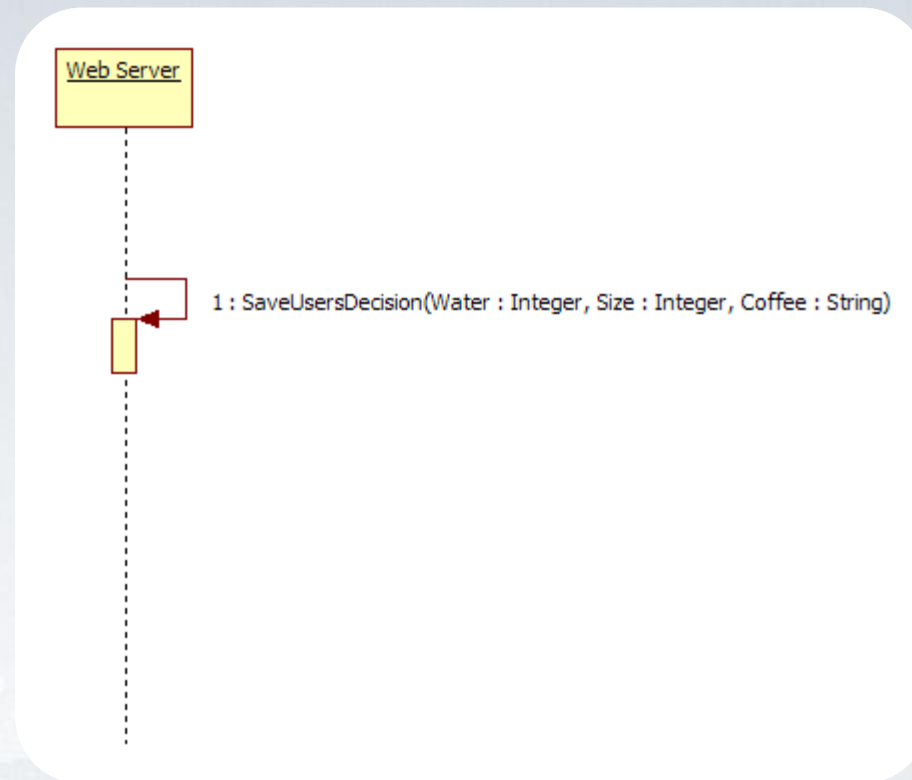 Web Server
1 : SaveUsersDecision(Water : Integer, Size : Integer, Coffee : String)